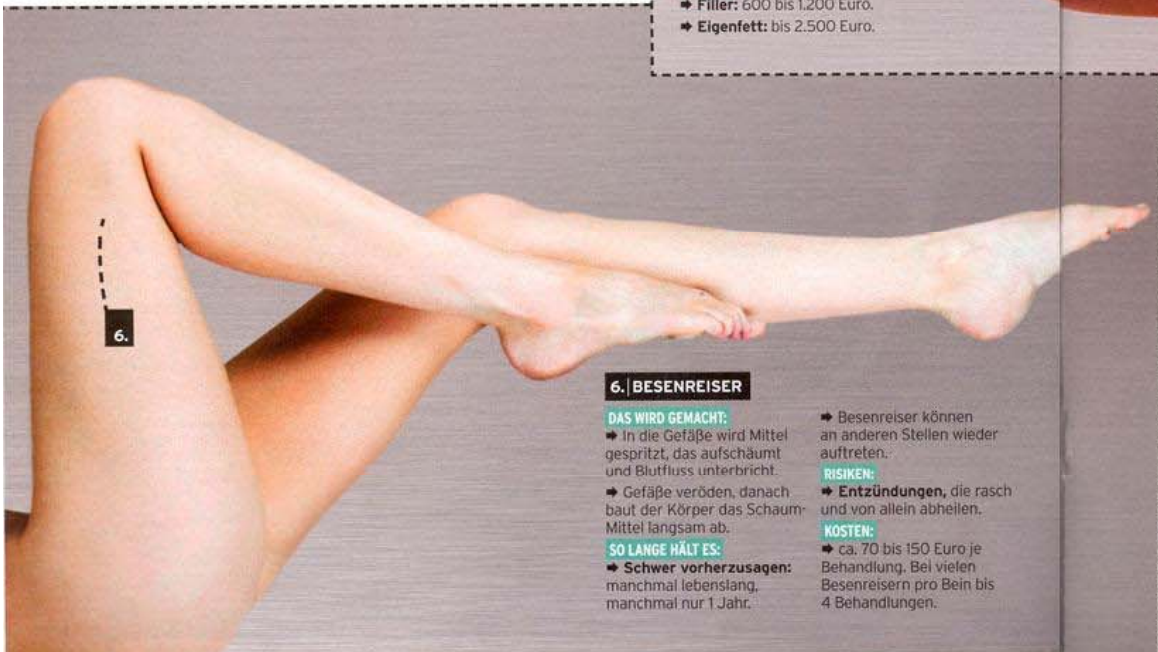 ➡ Filler: 600 bis 1.200 Euro.
➡ Eigenfett: bis 2.500 Euro.
6.
6. BESENREISER
DAS WIRD GEMACHT:
➡ In die Gefäße wird Mittel
gespritzt, das aufschäumt
und Blutfluss unterbricht.
➡ Gefäße veröden, danach
baut der Körper das Schaum-
Mittel langsam ab.
SO LANGE HÄLT ES:
➡ Schwer vorherzusagen:
manchmal lebenslang,
manchmal nur 1 Jahr.
➡ Besenreiser können
an anderen Stellen wieder
auftreten.
RISIKEN:
➡ Entzündungen, die rasch
und von allein abheilen.
KOSTEN:
➡ ca. 70 bis 150 Euro je
Behandlung. Bei vielen
Besenreisern pro Bein bis
4 Behandlungen.